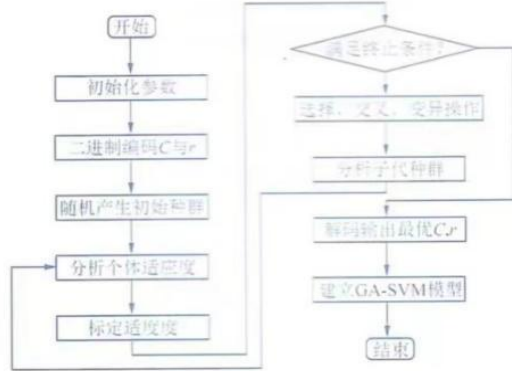 开始
初始化参数
二进制编码C与r
随机产生初始种群
分析个体适应度
标定适度度
满足终止条件?
选择、交叉、变异操作
分析子代种群
解码输出最优C,r
建立GA-SVM模型
结束